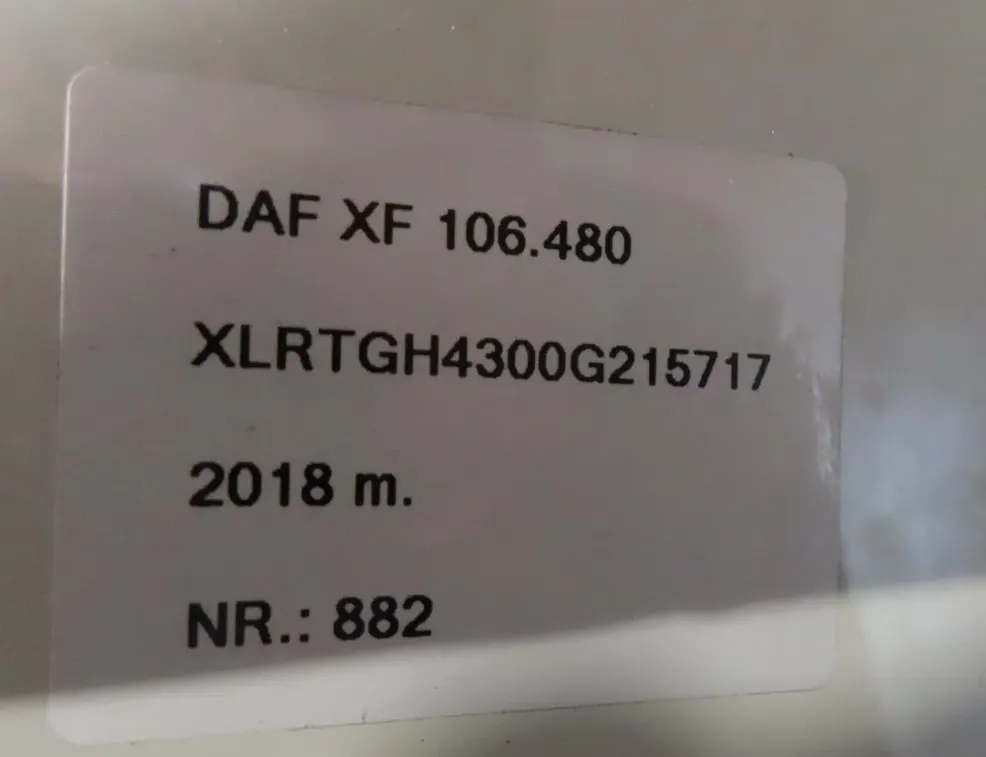 DAF XF 106.480
XLRTGH4300G215717
2018 m.
NR.: 882